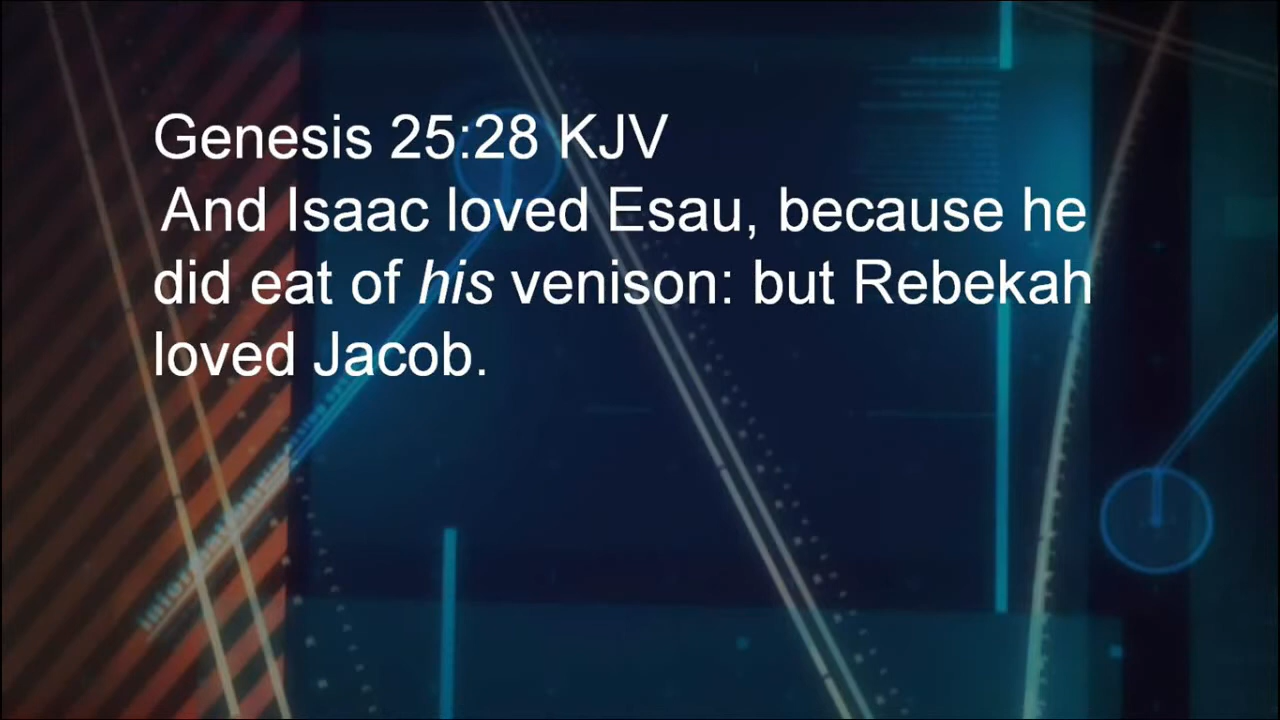 Genesis 25:28 KJV
And Isaac loved Esau, because he
did eat of his venison: but Rebekah
loved Jacob.